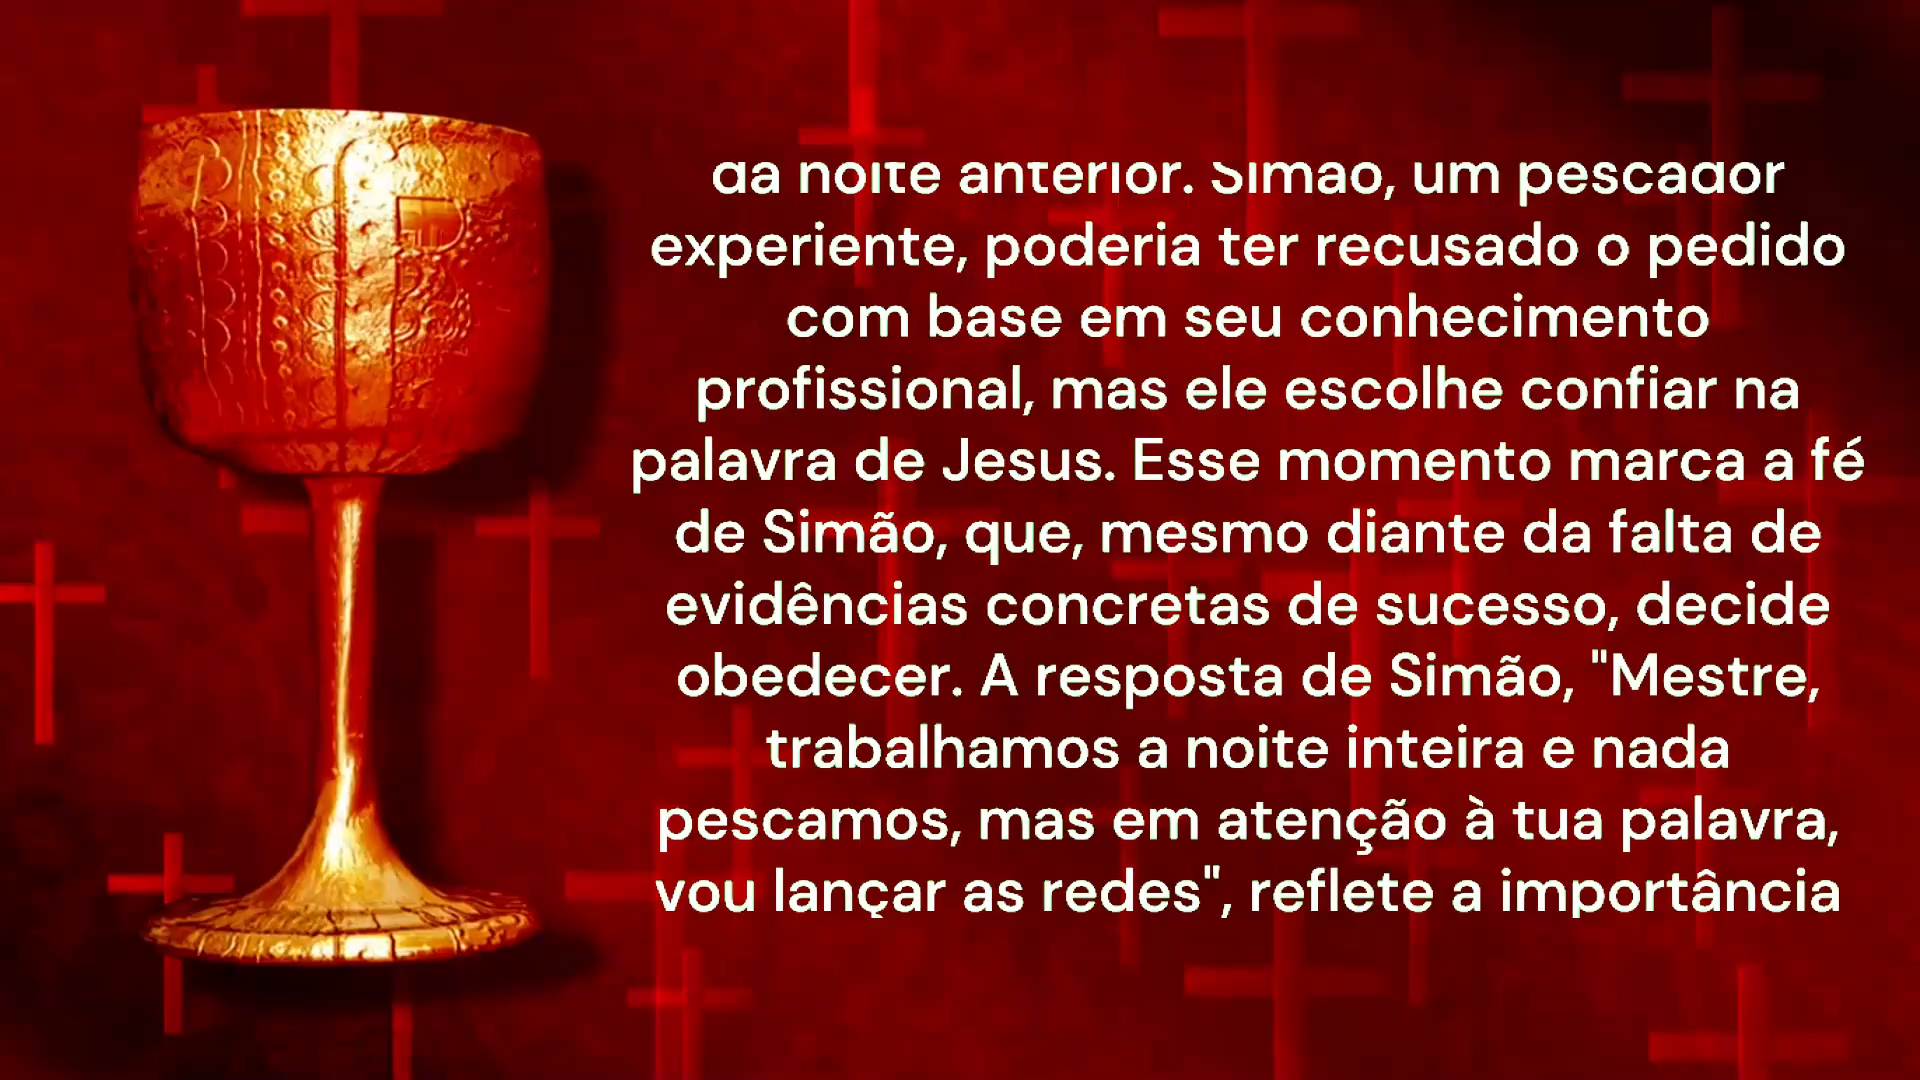 da noite anterior. Simão, um pescador
experiente, poderia ter recusado o pedido
com base em seu conhecimento
profissional, mas ele escolhe confiar na
palavra de Jesus. Esse momento marca a fé
de Simão, que, mesmo diante da falta de
evidências concretas de sucesso, decide
obedecer. A resposta de Simão, "Mestre,
trabalhamos a noite inteira e nada
pescamos, mas em atenção à tua palavra,
vou lançar as redes", reflete a importância